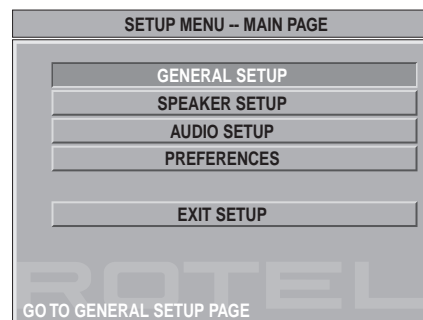 SETUP MENU -- MAIN PAGE
GENERAL SETUP
SPEAKER SETUP
AUDIO SETUP
PREFERENCES
EXIT SETUP
ROTEL
GO TO GENERAL SETUP PAGE